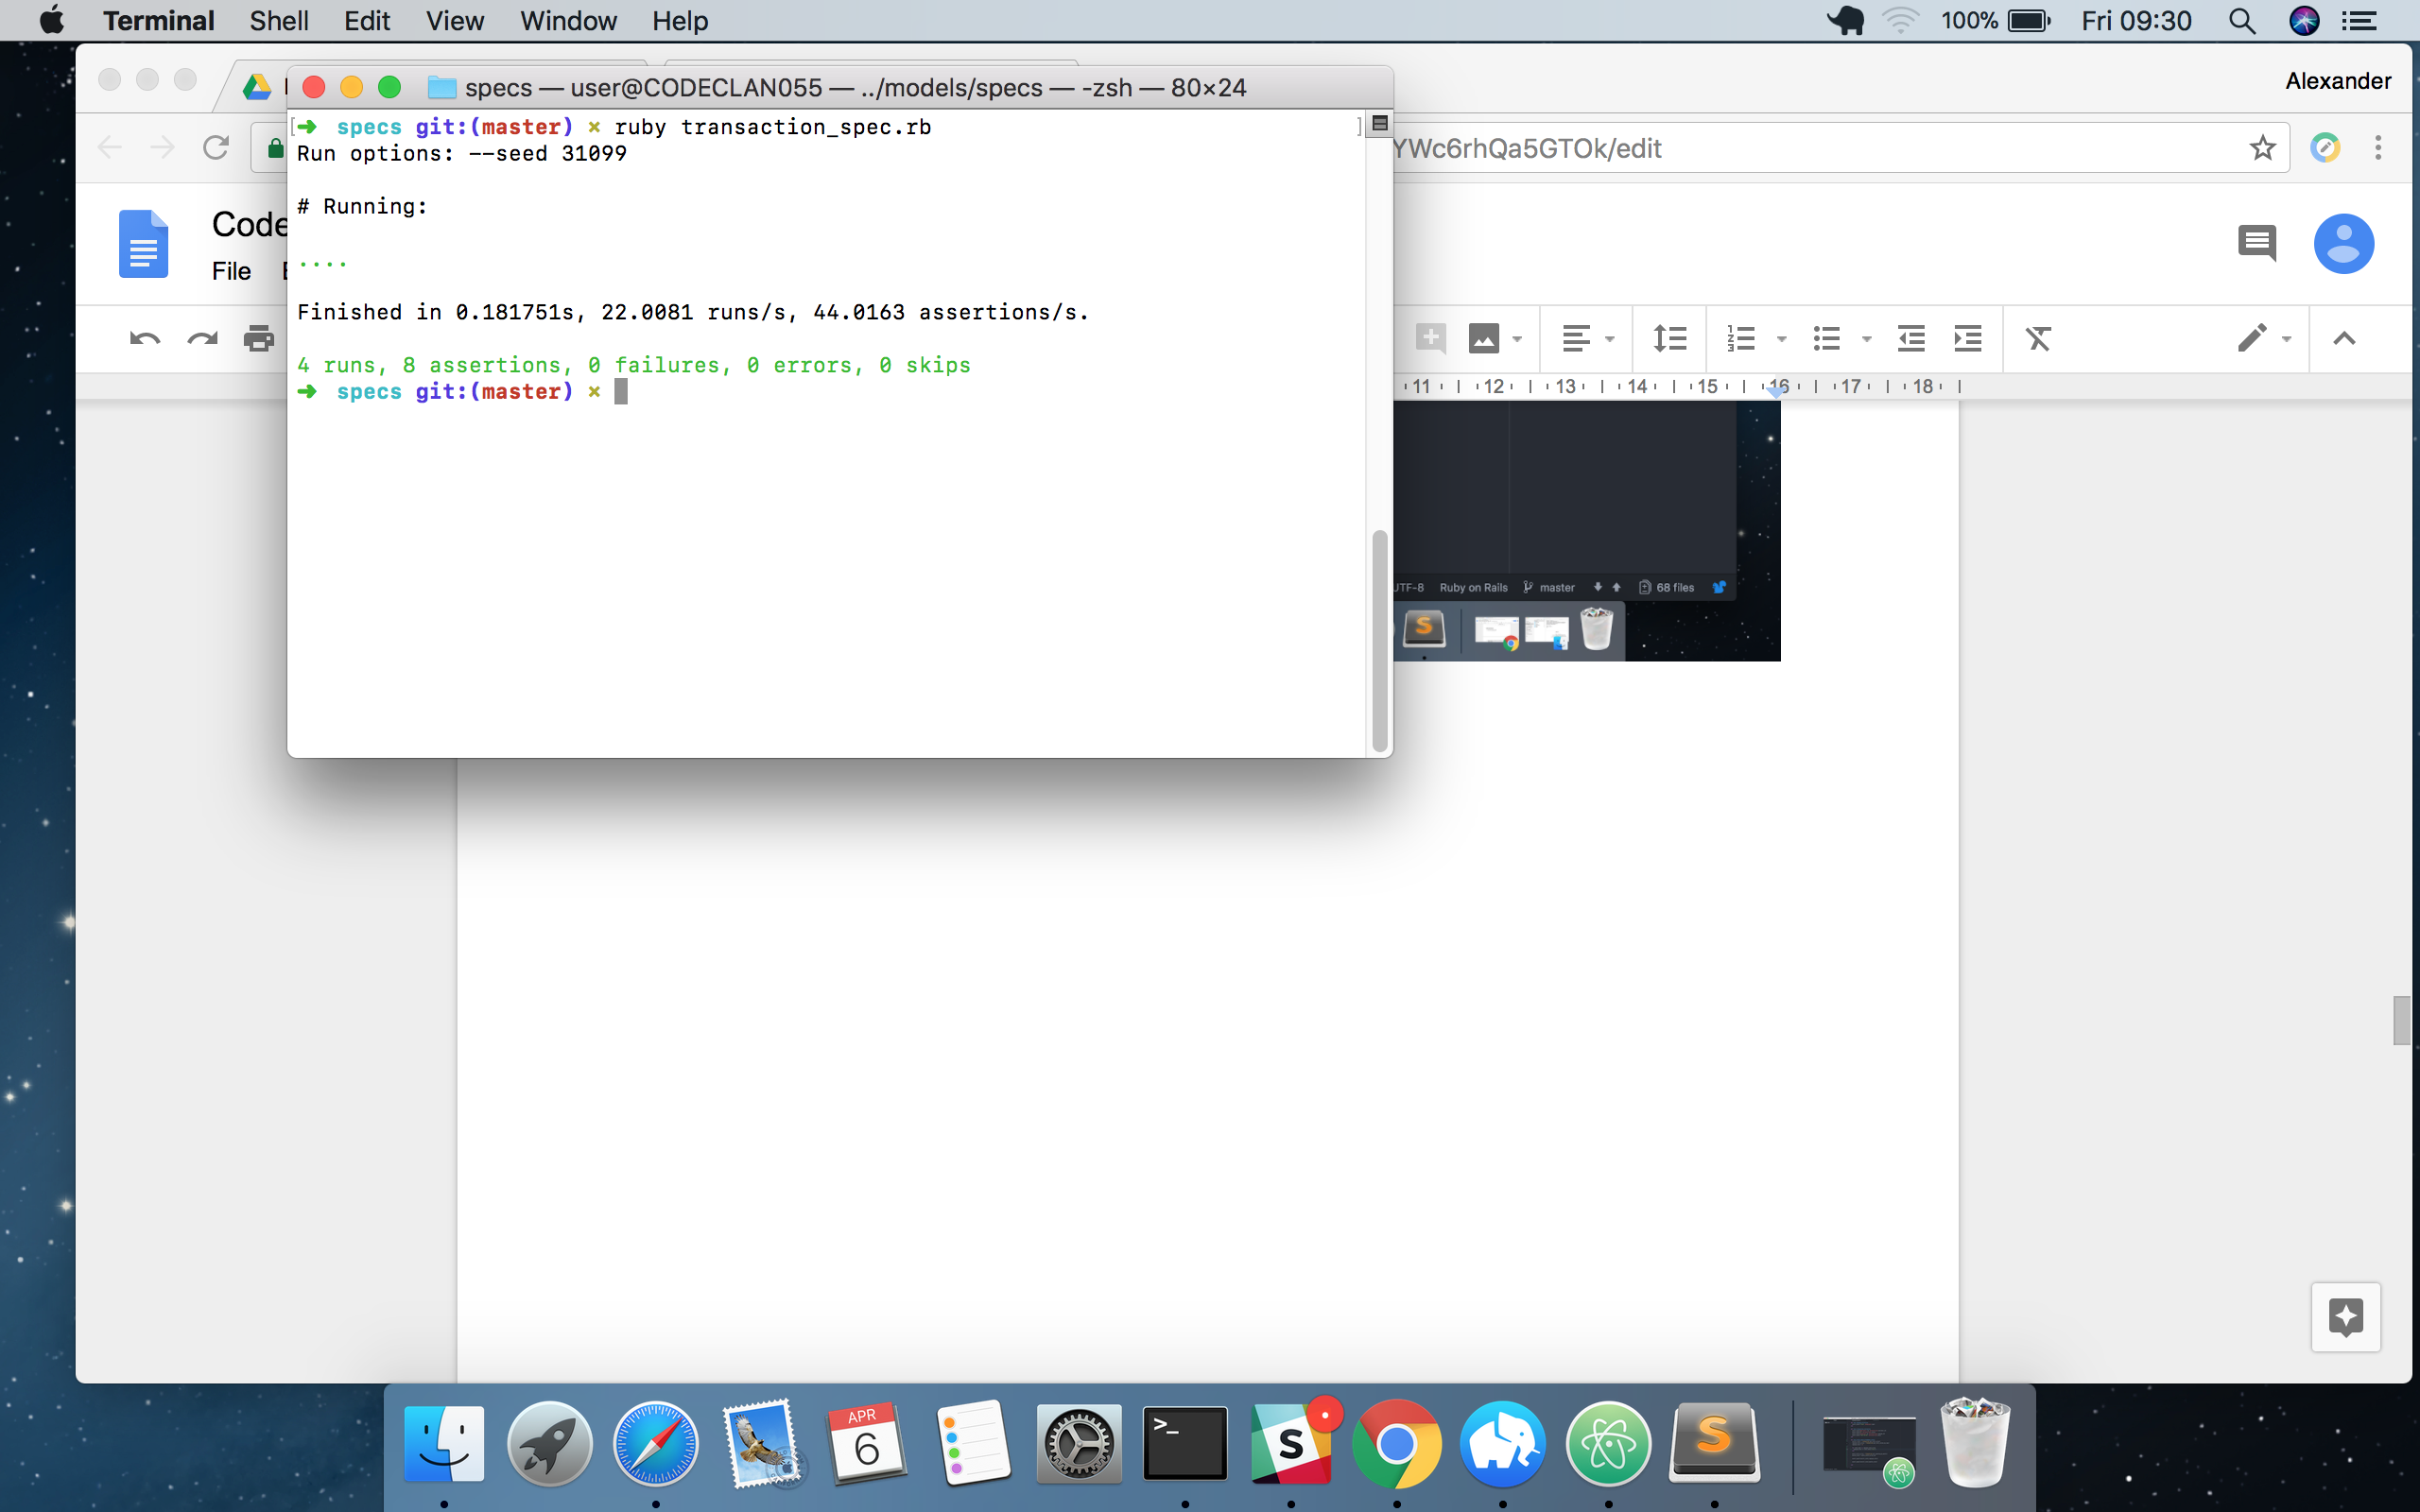 Terminal Shell Edit View Window Help 100% Fri 09:30
Alexander
specs — user@CODECLAN055 — ../models/specs — -zsh — 80×24
➜ specs git:(master) × ruby transaction_spec.rb
YWc6rhQa5GTOk/edit
Run options: --seed 31099
# Running:
Code
File
....
Finished in 0.181751s, 22.0081 runs/s, 44.0163 assertions/s.
4 runs, 8 assertions, 0 failures, 0 errors, 0 skips
➜ specs git:(master) ×
11 12 13 14 15 16 17 18
UTF-8 Ruby on Rails master 68 files
S
APR
6
>_
S
S